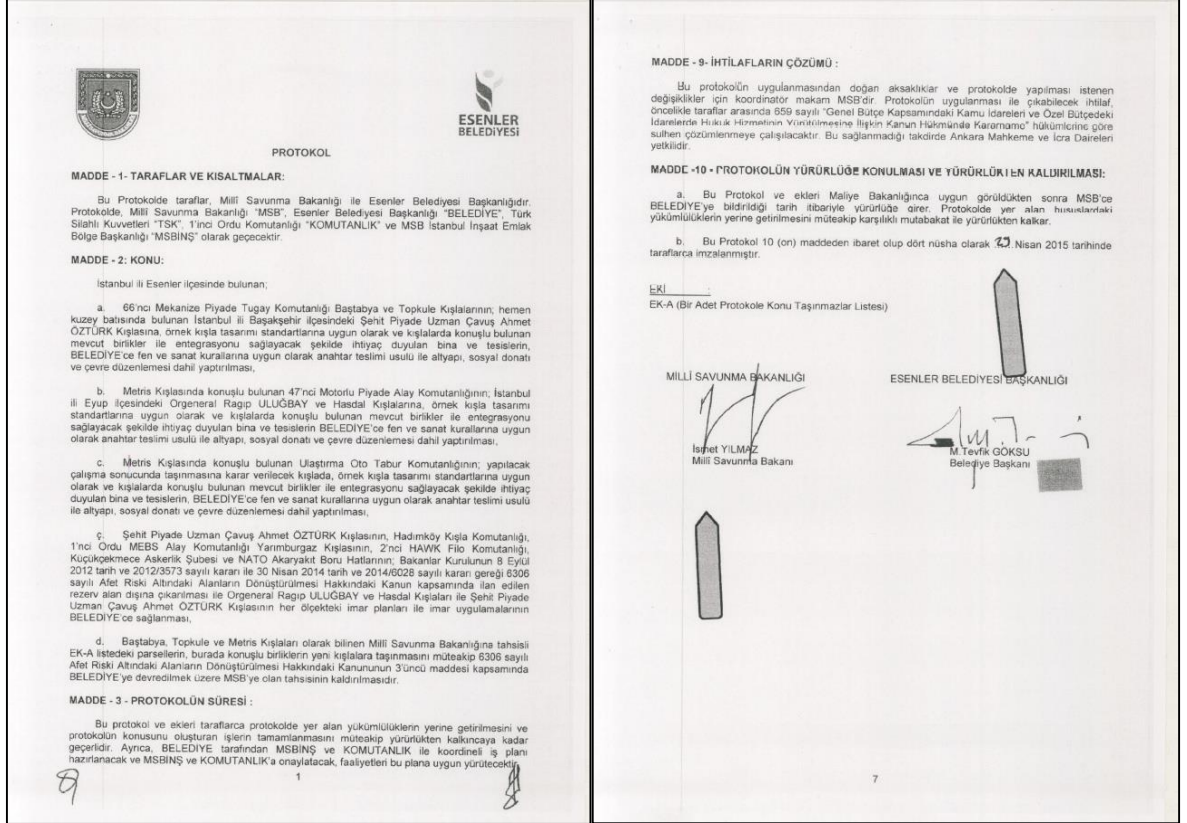 ESENLER
BELEDİYESİ
PROTOKOL
MADDE - 1- TARAFLAR VE KISALTMALAR:
Bu Protokolde taraflar, Millî Savunma Bakanlığı ile Esenler Belediyesi Başkanlığıdır.
Protokolde, Millî Savunma Bakanlığı "MSB", Esenler Belediyesi Başkanlığı "BELEDİYE", Türk
Silahlı Kuvvetleri "TSK", 1'inci Ordu Komutanlığı "KOMUTANLIK" ve MSB İstanbul İnşaat Emlak
Bölge Başkanlığı "MSBİNŞ" olarak geçecektir.
MADDE - 2: KONU:
İstanbul ili Esenler ilçesinde bulunan;
a. 66'ncı Mekanize Piyade Tugay Komutanlığı Baştabya ve Topkule Kışlalarının; hemen
kuzey batısında bulunan İstanbul ili Başakşehir ilçesindeki Şehit Piyade Uzman Çavuş Ahmet
ÖZTÜRK Kışlasına, örnek kışla tasarımı standartlarına uygun olarak ve kışlalarda konuşlu bulunan
mevcut birlikler ile entegrasyonu sağlayacak şekilde ihtiyaç duyulan bina ve tesislerin,
BELEDİYE'ce fen ve sanat kurallarına uygun olarak anahtar teslimi usulü ile altyapı, sosyal donatı
ve çevre düzenlemesi dahil yaptırılması,
b. Metris Kışlasında konuşlu bulunan 47'nci Motorlu Piyade Alay Komutanlığının; İstanbul
ili Eyup ilçesindeki Orgeneral Ragıp ULUĞBAY ve Hasdal Kışlalarına, örnek kışla tasarımı
standartlarına uygun olarak ve kışlalarda konuşlu bulunan mevcut birlikler ile entegrasyonu
sağlayacak şekilde ihtiyaç duyulan bina ve tesislerin BELEDİYE'ce fen ve sanat kurallarına uygun
olarak anahtar teslimi usulü ile altyapı, sosyal donatı ve çevre düzenlemesi dahil yaptırılması,
c. Metris Kışlasında konuşlu bulunan Ulaştırma Oto Tabur Komutanlığının; yapılacak
çalışma sonucunda taşınmasına karar verilecek kışlada, örnek kışla tasarımı standartlarına uygun
olarak ve kışlalarda konuşlu bulunan mevcut birlikler ile entegrasyonu sağlayacak şekilde ihtiyaç
duyulan bina ve tesislerin, BELEDİYE'ce fen ve sanat kurallarına uygun olarak anahtar teslimi usulü
ile altyapı, sosyal donatı ve çevre düzenlemesi dahil yaptırılması,
ç. Şehit Piyade Uzman Çavuş Ahmet ÖZTÜRK Kışlasının, Hadımköy Kışla Komutanlığı,
1'nci Ordu MEBS Alay Komutanlığı Yarımburgaz Kışlasının, 2'nci HAWK Filo Komutanlığı,
Küçükçekmece Askerlik Şubesi ve NATO Akaryakıt Boru Hatlarının; Bakanlar Kurulunun 8 Eylül
2012 tarih ve 2012/3573 sayılı kararı ile 30 Nisan 2014 tarih ve 2014/6028 sayılı kararı gereği 6306
sayılı Afet Riski Altındaki Alanların Dönüştürülmesi Hakkındaki Kanun kapsamında ilan edilen
rezerv alan dışına çıkarılması ile Orgeneral Ragıp ULUĞBAY ve Hasdal Kışlaları ile Şehit Piyade
Uzman Çavuş Ahmet ÖZTÜRK Kışlasının her ölçekteki imar planları ile imar uygulamalarının
BELEDİYE'ce sağlanması,
d. Baştabya, Topkule ve Metris Kışlaları olarak bilinen Millî Savunma Bakanlığına tahsisli
EK-A listedeki parsellerin, burada konuşlu birliklerin yeni kışlalara taşınmasını müteakip 6306 sayılı
Afet Riski Altındaki Alanların Dönüştürülmesi Hakkındaki Kanununun 3'üncü maddesi kapsamında
BELEDİYE'ye devredilmek üzere MSB'ye olan tahsisinin kaldırılmasıdır.
MADDE - 3 - PROTOKOLÜN SÜRESİ :
Bu protokol ve ekleri taraflarca protokolde yer alan yükümlülüklerin yerine getirilmesini ve
protokolün konusunu oluşturan işlerin tamamlanmasını müteakip yürürlükten kalkıncaya kadar
geçerlidir. Ayrıca, BELEDİYE tarafından MSBİNŞ ve KOMUTANLIK ile koordineli iş planı
hazırlanacak ve MSBİNŞ ve KOMUTANLIK'a onaylatacak, faaliyetleri bu plana uygun yürütecektir.
1
MADDE - 9- İHTİLAFLARIN ÇÖZÜMÜ :
Bu protokolün uygulanmasından doğan aksaklıklar ve protokolde yapılması istenen
değişiklikler için koordinatör makam MSB'dir. Protokolün uygulanması ile çıkabilecek ihtilaf,
öncelikle taraflar arasında 659 sayılı "Genel Bütçe Kapsamındaki Kamu İdareleri ve Özel Bütçedeki
İdarelerde Hukuk Hizmetinin Yürütülmesine İlişkin Kanun Hükmünde Kararname" hükümlerine göre
sulhen çözümlenmeye çalışılacaktır. Bu sağlanmadığı takdirde Ankara Mahkeme ve İcra Daireleri
yetkilidir.
MADDE -10 - PROTOKOLÜN YÜRÜRLÜĞE KONULMASI VE YÜRÜRLÜKTEN KALDIRILMASI:
a. Bu Protokol ve ekleri Maliye Bakanlığınca uygun görüldükten sonra MSB'ce
BELEDİYE'ye bildirildiği tarih itibariyle yürürlüğe girer. Protokolde yer alan hususlardaki
yükümlülüklerin yerine getirilmesini müteakip karşılıklı mutabakat ile yürürlükten kalkar.
b. Bu Protokol 10 (on) maddeden ibaret olup dört nüsha olarak Nisan 2015 tarihinde
taraflarca imzalanmıştır.
EKİ :
EK-A (Bir Adet Protokole Konu Taşınmazlar Listesi)
MİLLÎ SAVUNMA BAKANLIĞI
ESENLER BELEDİYESİ BAŞKANLIĞI
İsmet YILMAZ
Millî Savunma Bakanı
M.Tevfik GÖKSU
Belediye Başkanı
7